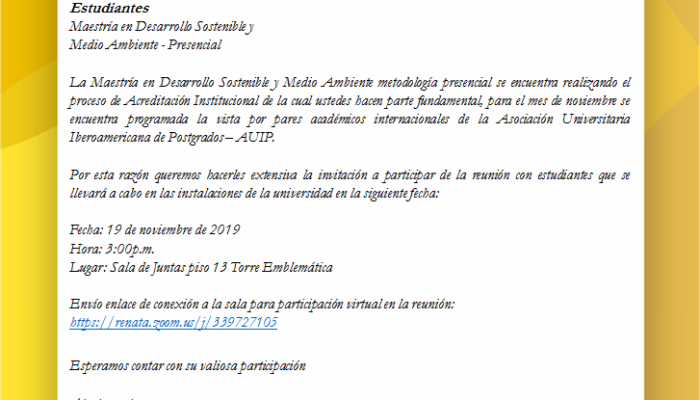 Estudiantes
Maestría en Desarrollo Sostenible y
Medio Ambiente - Presencial
La Maestría en Desarrollo Sostenible y Medio Ambiente metodología presencial se encuentra realizando el
proceso de Acreditación Institucional de la cual ustedes hacen parte fundamental, para el mes de noviembre se
encuentra programada la vista por pares académicos internacionales de la Asociación Universitaria
Iberoamericana de Postgrados – AUIP.
Por esta razón queremos hacerles extensiva la invitación a participar de la reunión con estudiantes que se
llevará a cabo en las instalaciones de la universidad en la siguiente fecha:
Fecha: 19 de noviembre de 2019
Hora: 3:00p.m.
Lugar: Sala de Juntas piso 13 Torre Emblemática
Envío enlace de conexión a la sala para participación virtual en la reunión:
https://renata.zoom.us/j/339727105
Esperamos contar con su valiosa participación